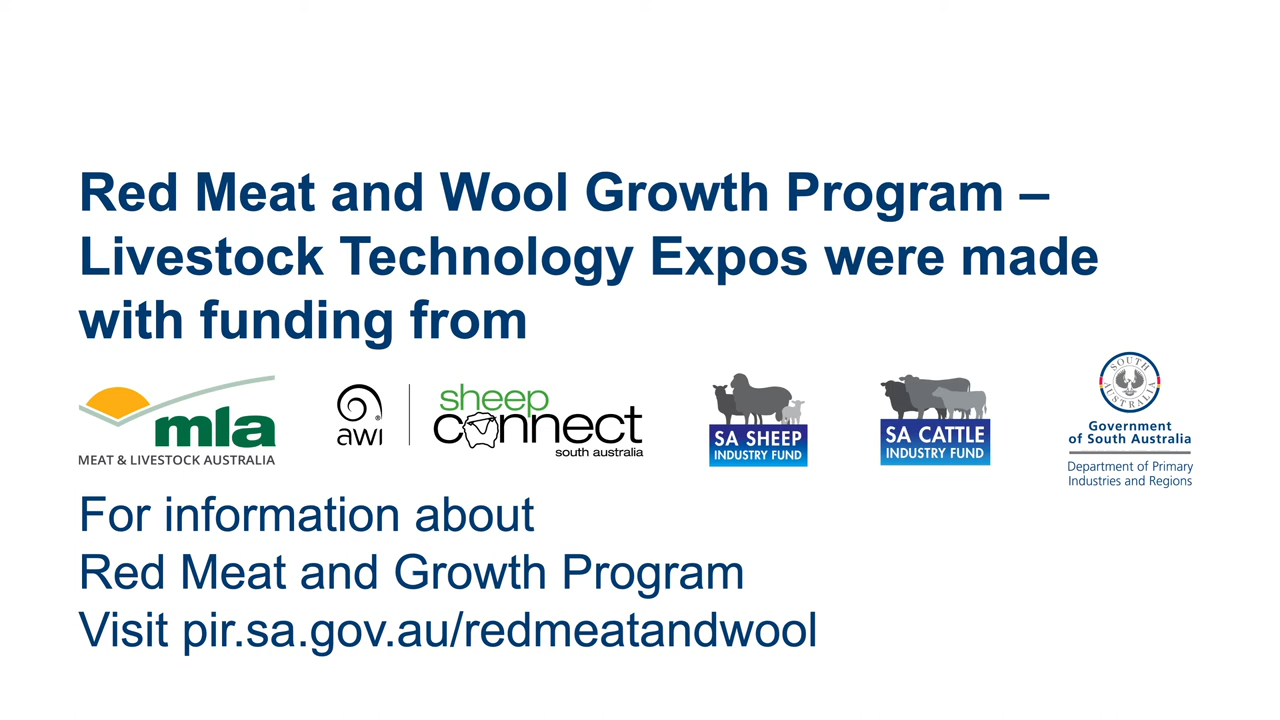 Red Meat and Wool Growth Program –
Livestock Technology Expos were made
with funding from
mla
MEAT & LIVESTOCK AUSTRALIA
awi
®
sheep
connect
south australia
SA SHEEP
INDUSTRY FUND
SA CATTLE
INDUSTRY FUND
SOUTH
AUSTRALIA
Government
of South Australia
Department of Primary
Industries and Regions
For information about
Red Meat and Growth Program
Visit pir.sa.gov.au/redmeatandwool